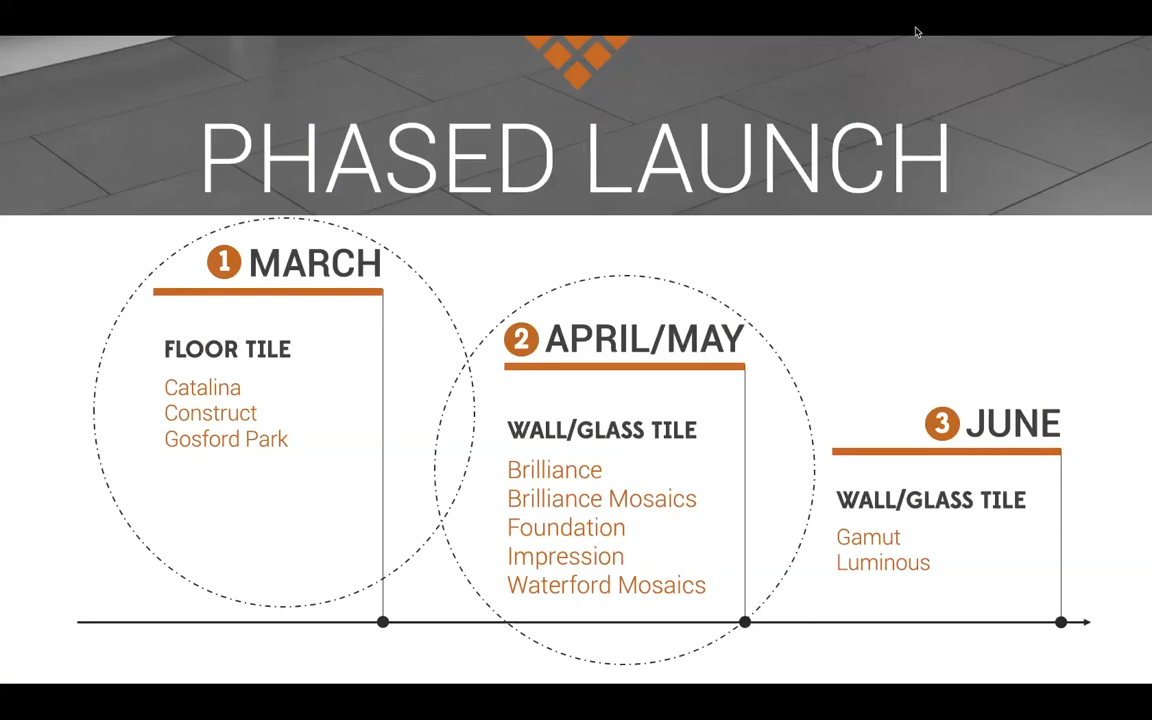 PHASED LAUNCH
1 MARCH
FLOOR TILE
Catalina
Construct
Gosford Park
2 APRIL/MAY
WALL/GLASS TILE
Brilliance
Brilliance Mosaics
Foundation
Impression
Waterford Mosaics
3 JUNE
WALL/GLASS TILE
Gamut
Luminous